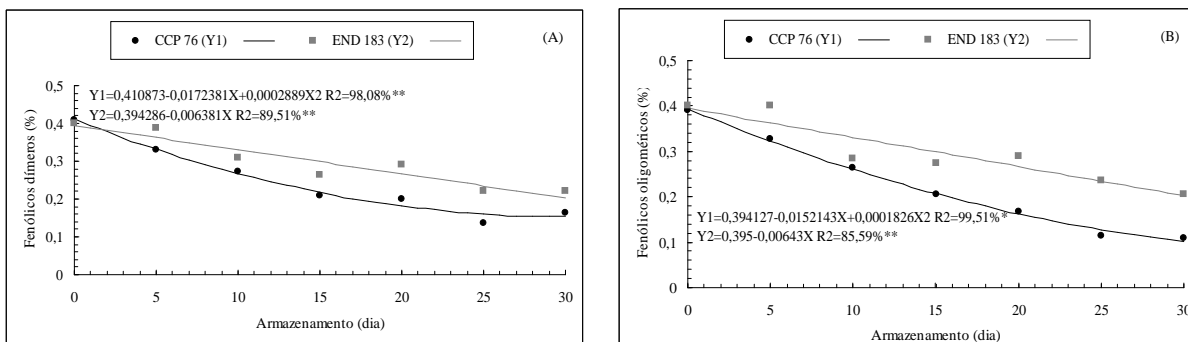 CCP 76 (Y1) END 183 (Y2) (A)
0,5
Y1=0,410873-0,0172381X+0,0002889X2 R2=98,08%**
Y2=0,394286-0,006381X R2=89,51%**
0,4
0,3
0,2
0,1
0
Fenólicos dímeros (%)
0 5 10 15 20 25 30
Armazenamento (dia)
CCP 76 (Y1) END 183 (Y2) (B)
0,5
0,4
0,3
0,2
Y1=0,394127-0,0152143X+0,0001826X2 R2=99,51%*
Y2=0,395-0,00643X R2=85,59%**
0,1
0
Fenólicos oligoméricos (%)
0 5 10 15 20 25 30
Armazenamento (dia)